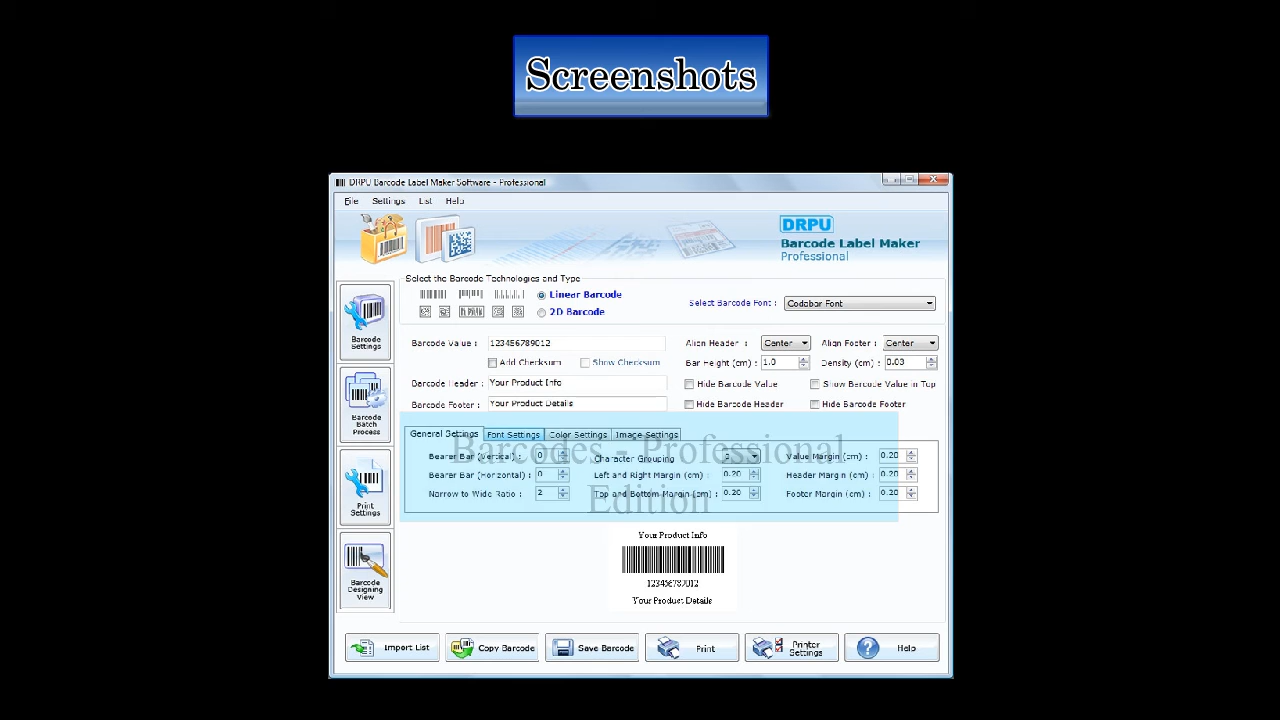 Screenshots
DRPU Barcode Label Maker Software - Professional
File Settings List Help
DRPU
Barcode Label Maker
Professional
Select the Barcode Technologies and Type
Linear Barcode
2D Barcode
Select Barcode Font :
Codabar Font
Barcode Settings
Barcode Batch Process
Print Settings
Barcode Designing View
Barcode Value : 123456789012
Add Checksum Show Checksum
Barcode Header : Your Product Info
Barcode Footer : Your Product Details
Align Header : Center Align Footer : Center
Bar Height (cm) : 1.0 Density (cm) : 0.03
Hide Barcode Value Show Barcode Value in Top
Hide Barcode Header Hide Barcode Footer
General Settings Font Settings Color Settings Image Settings
Bearer Bar (Vertical) : 0 Character Grouping Value Margin (cm) : 0.20
Bearer Bar (Horizontal) : 0 Left and Right Margin (cm) : 0.20 Header Margin (cm) : 0.20
Narrow to Wide Ratio : 2 Top and Bottom Margin (cm) : 0.20 Footer Margin (cm) : 0.20
Barcodes - Professional
Edition
Your Product Info
123456789012
Your Product Details
Import List Copy Barcode Save Barcode Print Printer Settings Help